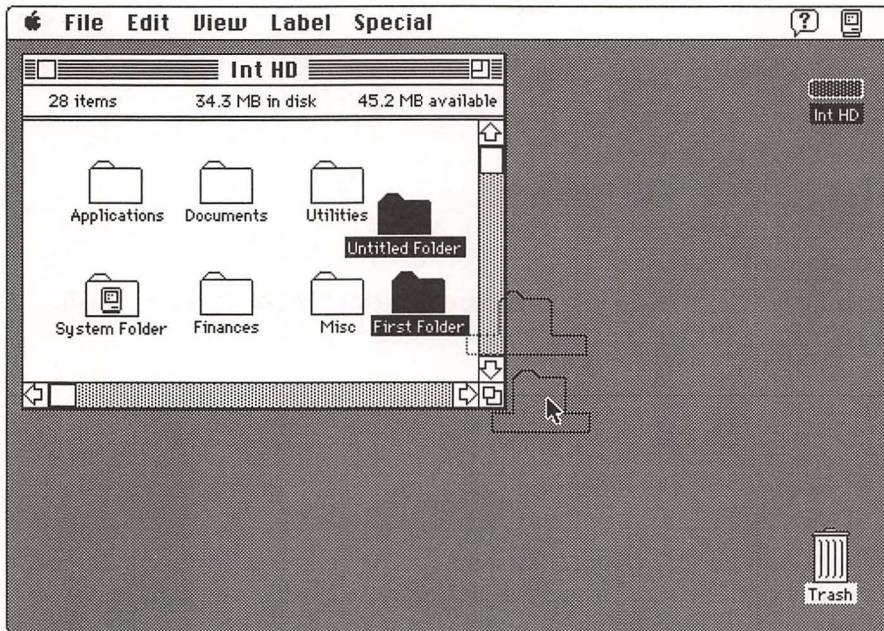 File Edit View Label Special
Int HD
28 items 34.3 MB in disk 45.2 MB available
Int HD
Applications Documents Utilities
Untitled Folder
System Folder Finances Misc First Folder
Trash